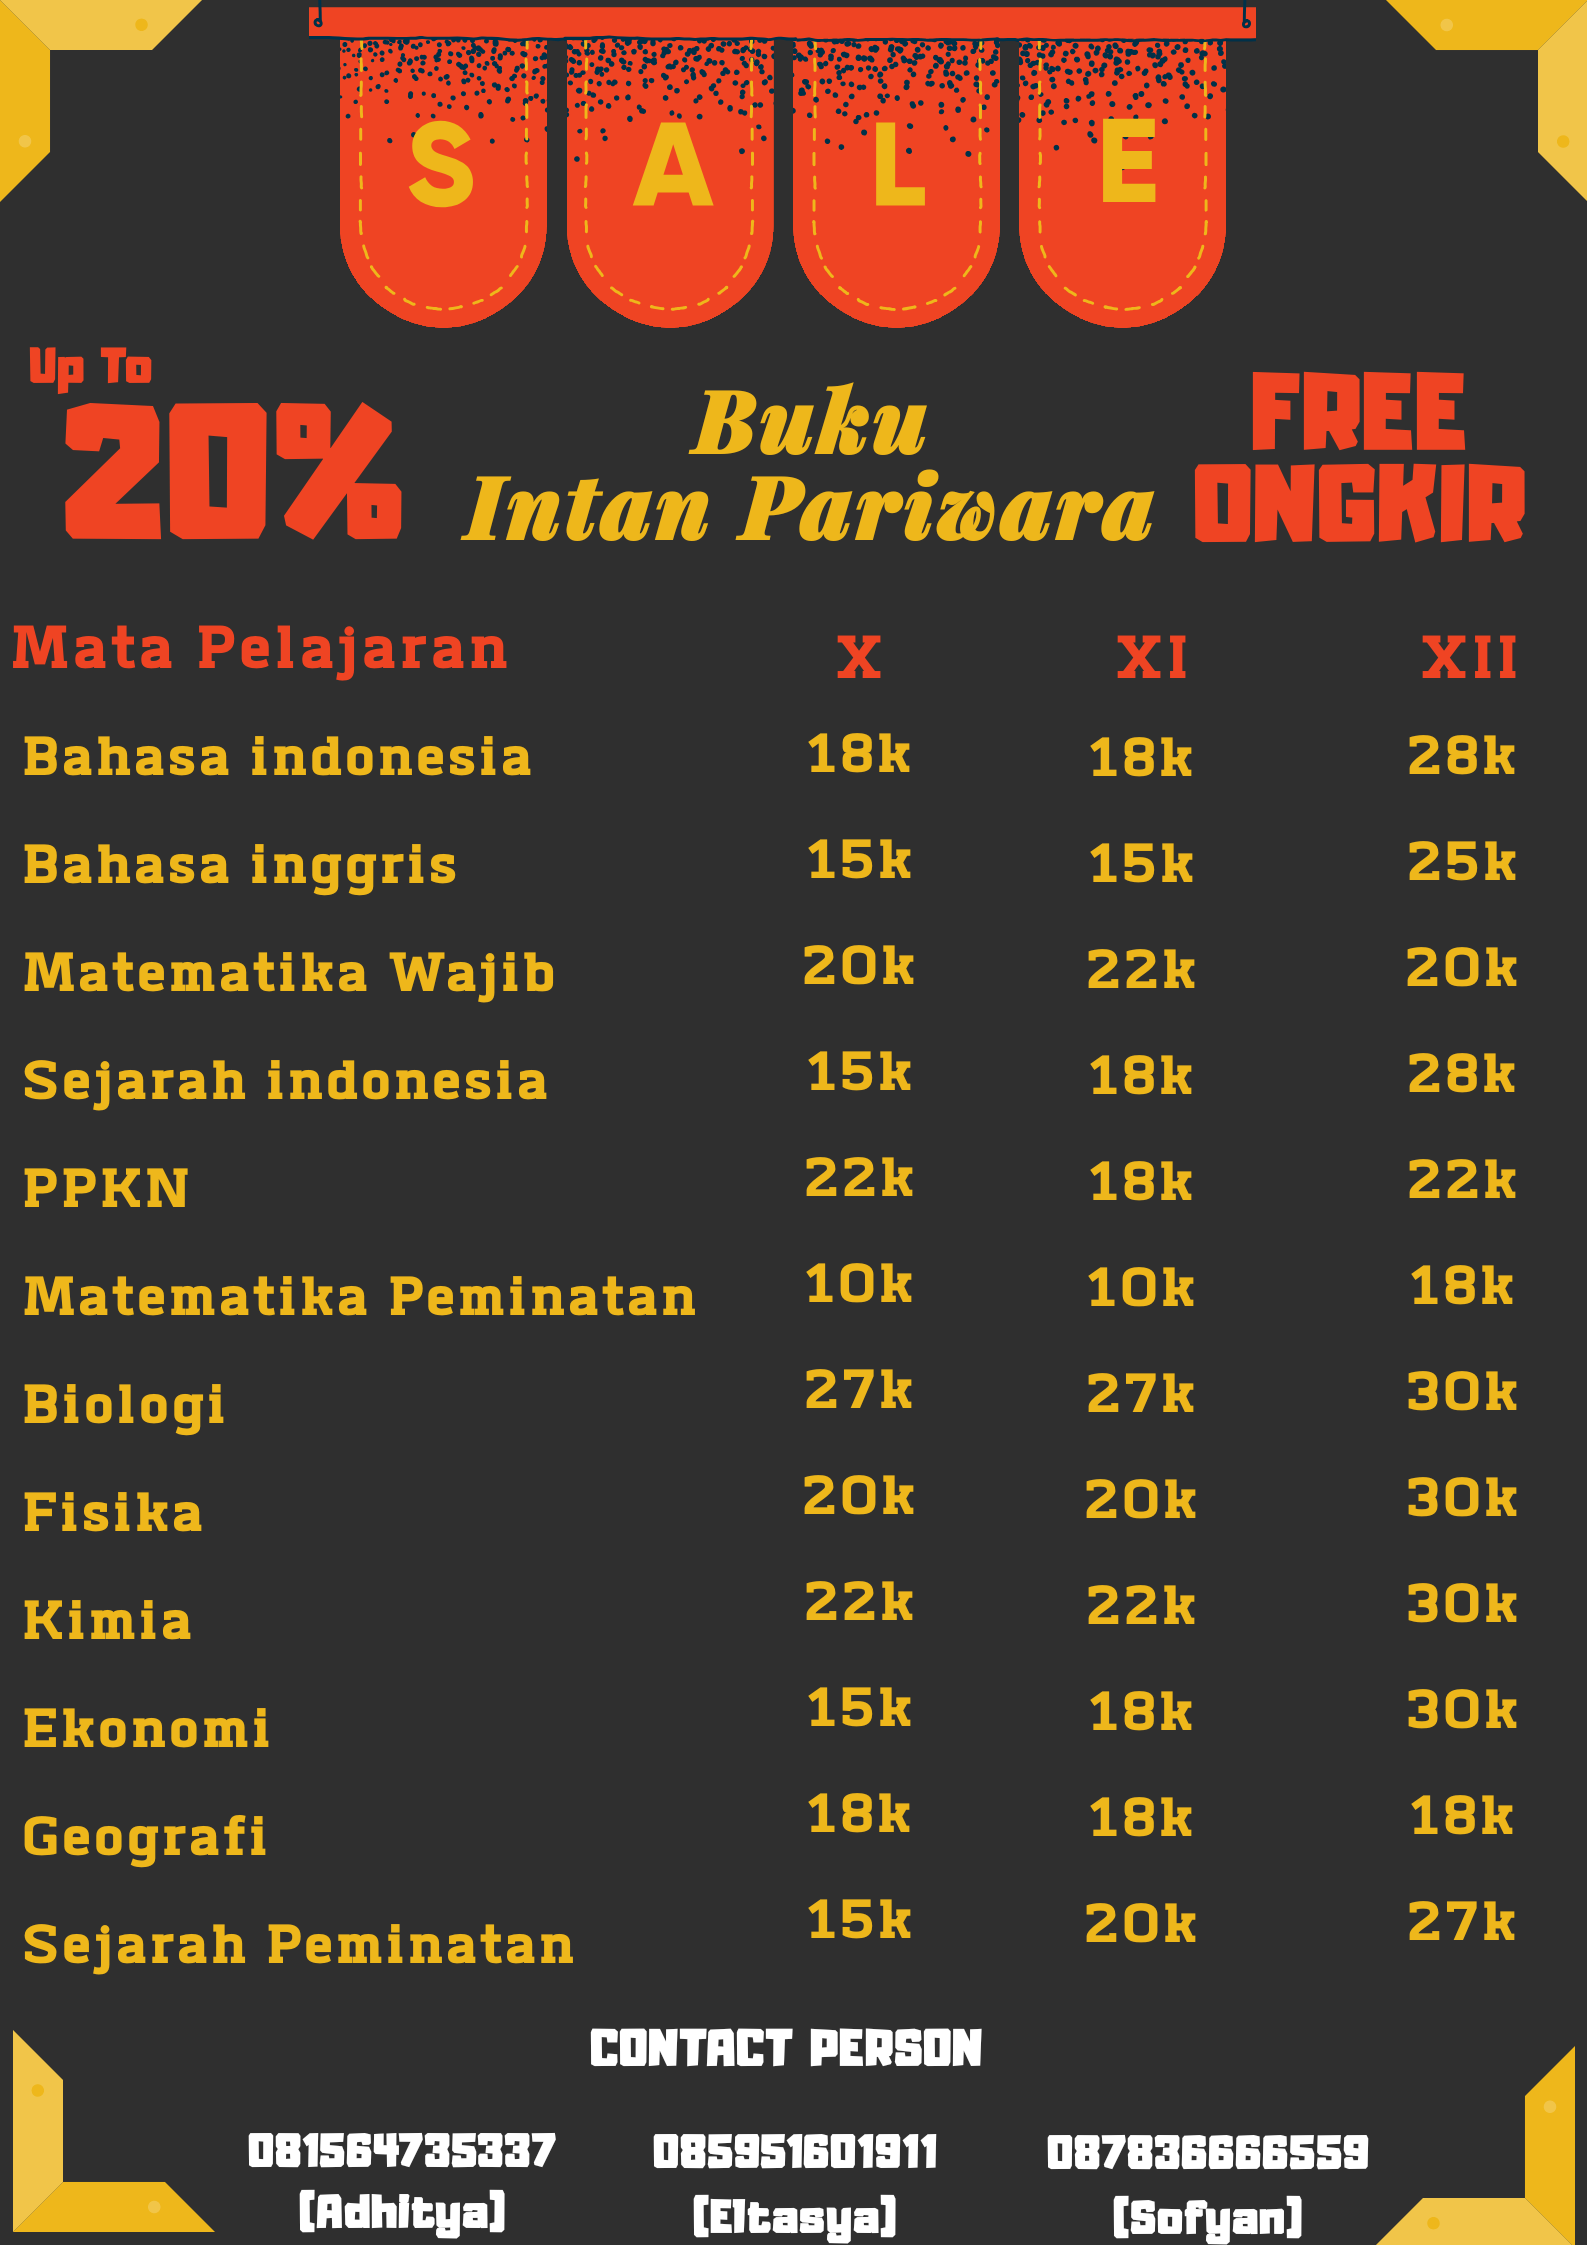 SALE
Up To
20%
Buku
Intan Pariwara
FREE
ONGKIR
Mata Pelajaran X XI XII
Bahasa indonesia 18k 18k 28k
Bahasa inggris 15k 15k 25k
Matematika Wajib 20k 22k 20k
Sejarah indonesia 15k 18k 28k
PPKN 22k 18k 22k
Matematika Peminatan 10k 10k 18k
Biologi 27k 27k 30k
Fisika 20k 20k 30k
Kimia 22k 22k 30k
Ekonomi 15k 18k 30k
Geografi 18k 18k 18k
Sejarah Peminatan 15k 20k 27k
CONTACT PERSON
081564735337 085951601911 087836666559
(Adhitya) (Eltasya) (Sofyan)